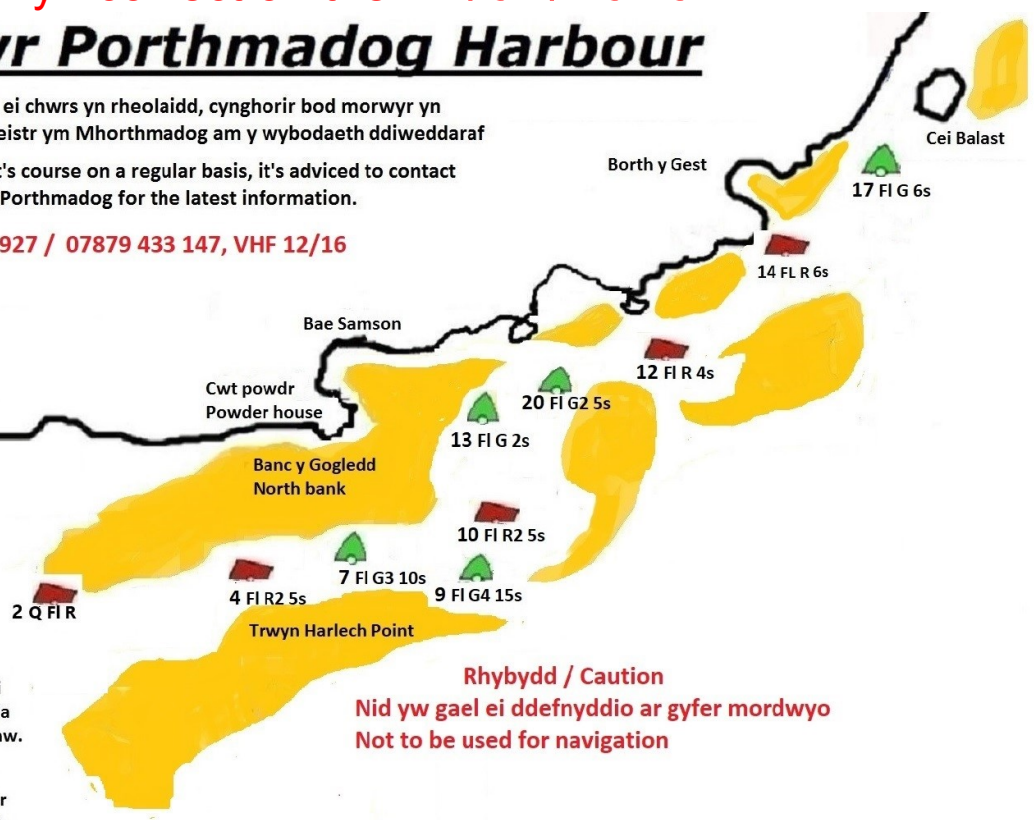 yr Porthmadog Harbour
ei chwrs yn rheolaidd, cynghorir bod morwyr yn
eistr ym Mhorthmadog am y wybodaeth ddiweddaraf
t's course on a regular basis, it's adviced to contact
Porthmadog for the latest information.
927 / 07879 433 147, VHF 12/16
Cei Balast
Borth y Gest
17 Fl G 6s
14 FL R 6s
Bae Samson
12 Fl R 4s
Cwt powdr
Powder house
20 Fl G2 5s
13 Fl G 2s
Banc y Gogledd
North bank
10 Fl R2 5s
7 Fl G3 10s
4 Fl R2 5s
9 Fl G4 15s
2 Q Fl R
Trwyn Harlech Point
Rhybydd / Caution
Nid yw gael ei ddefnyddio ar gyfer mordwyo
Not to be used for navigation
i
a
w.
r